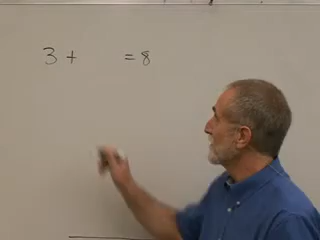 3 + = 8